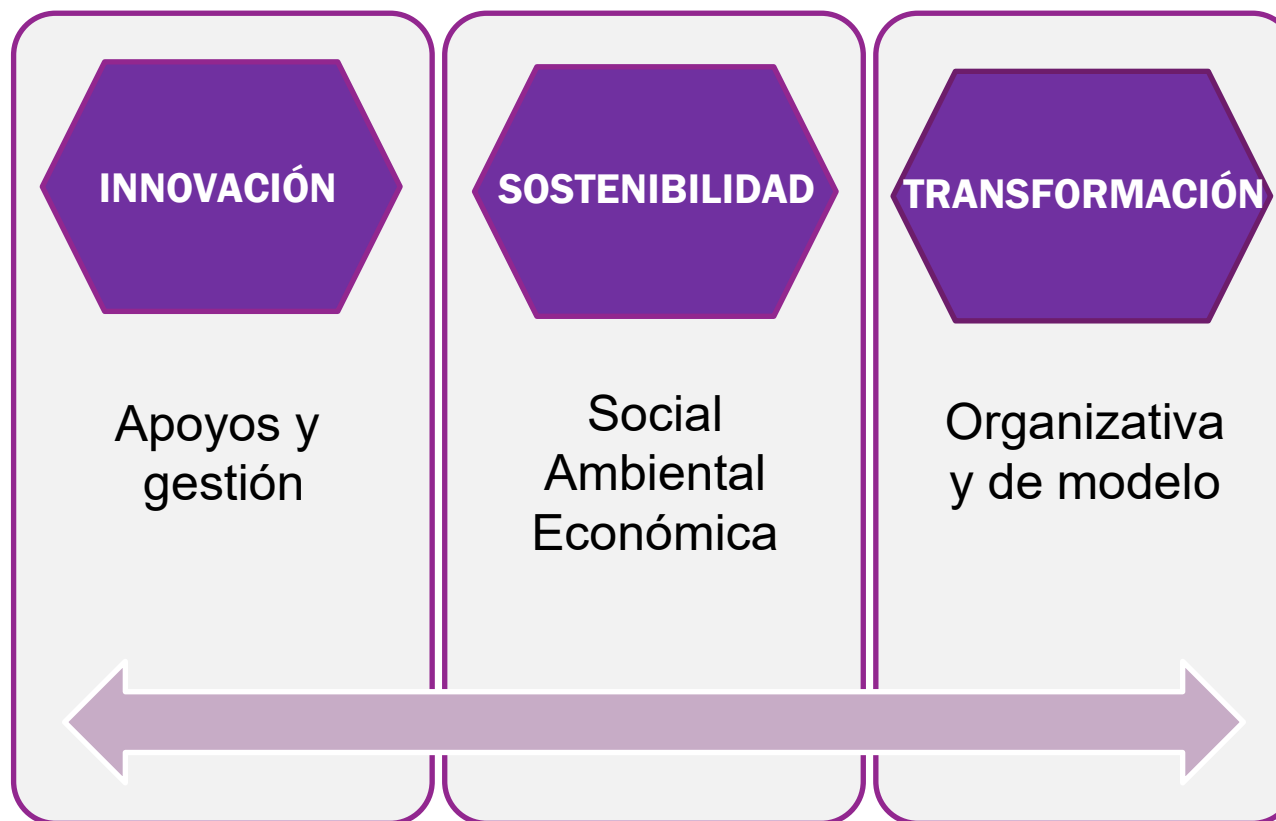 INNOVACIÓN
Apoyos y
gestión
SOSTENIBILIDAD
Social
Ambiental
Económica
TRANSFORMACIÓN
Organizativa
y de modelo